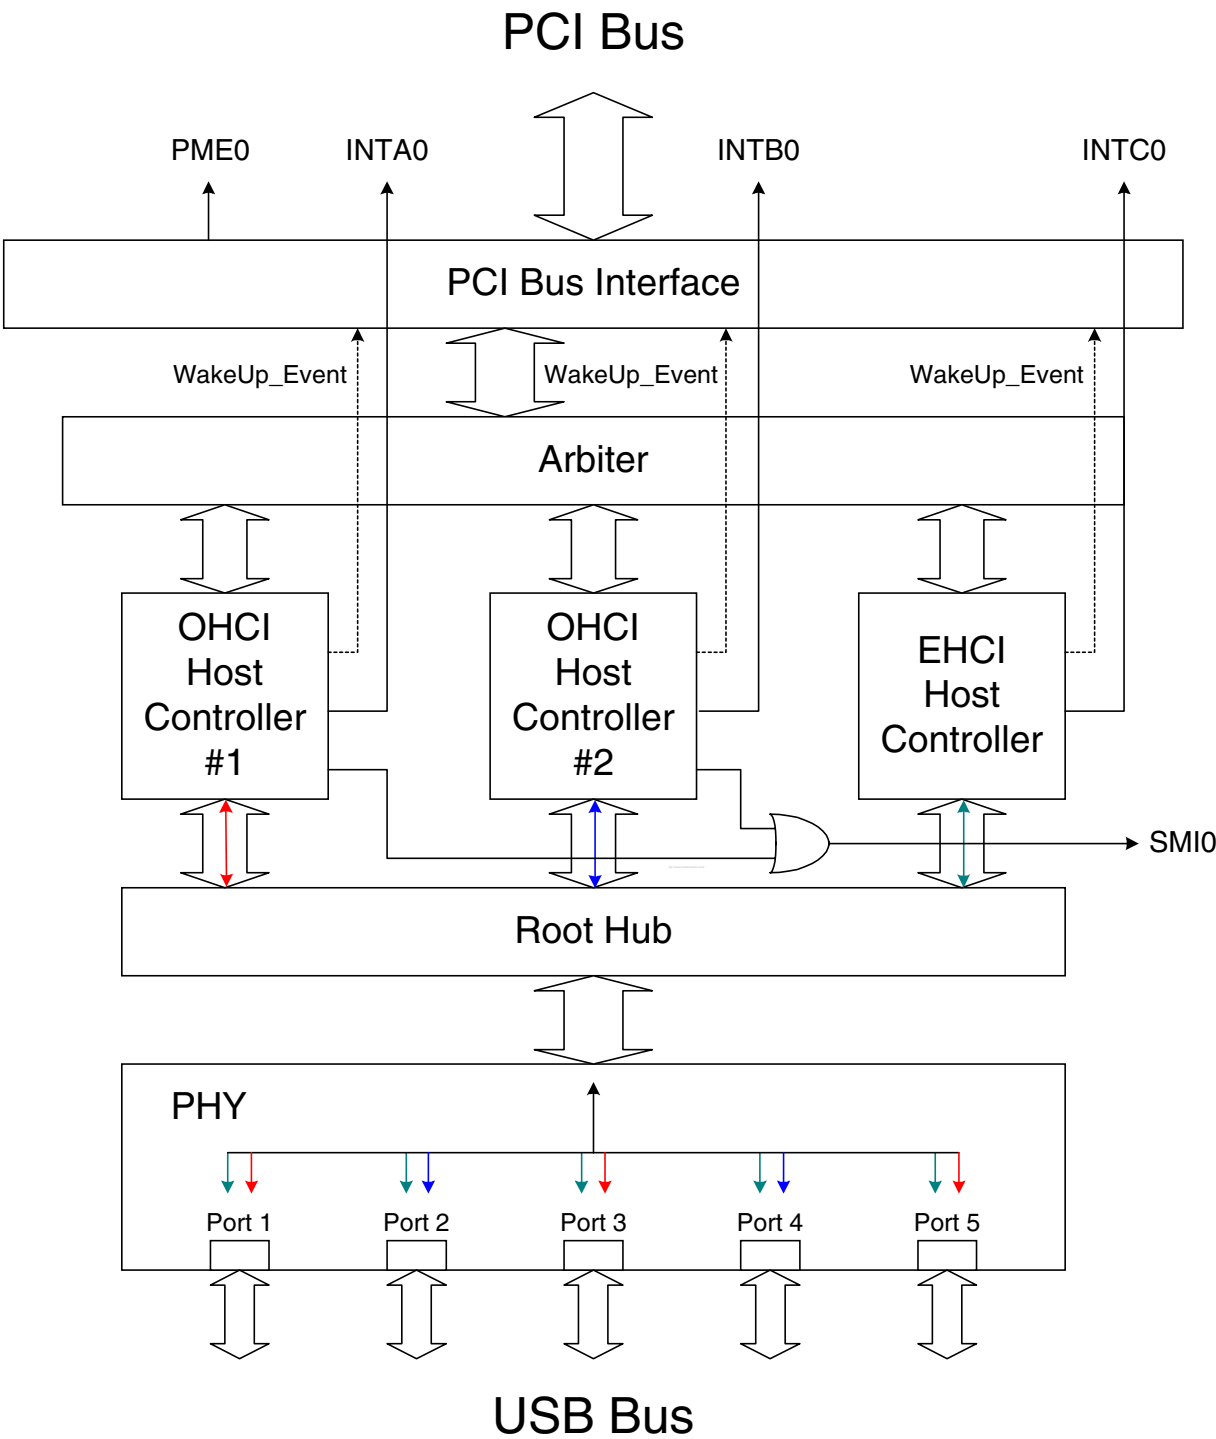 PCI Bus
PME0
INTA0
INTB0
INTC0
PCI Bus Interface
WakeUp_Event
WakeUp_Event
WakeUp_Event
Arbiter
OHCI
Host
Controller
#1
OHCI
Host
Controller
#2
EHCI
Host
Controller
SMI0
Root Hub
PHY
Port 1
Port 2
Port 3
Port 4
Port 5
USB Bus